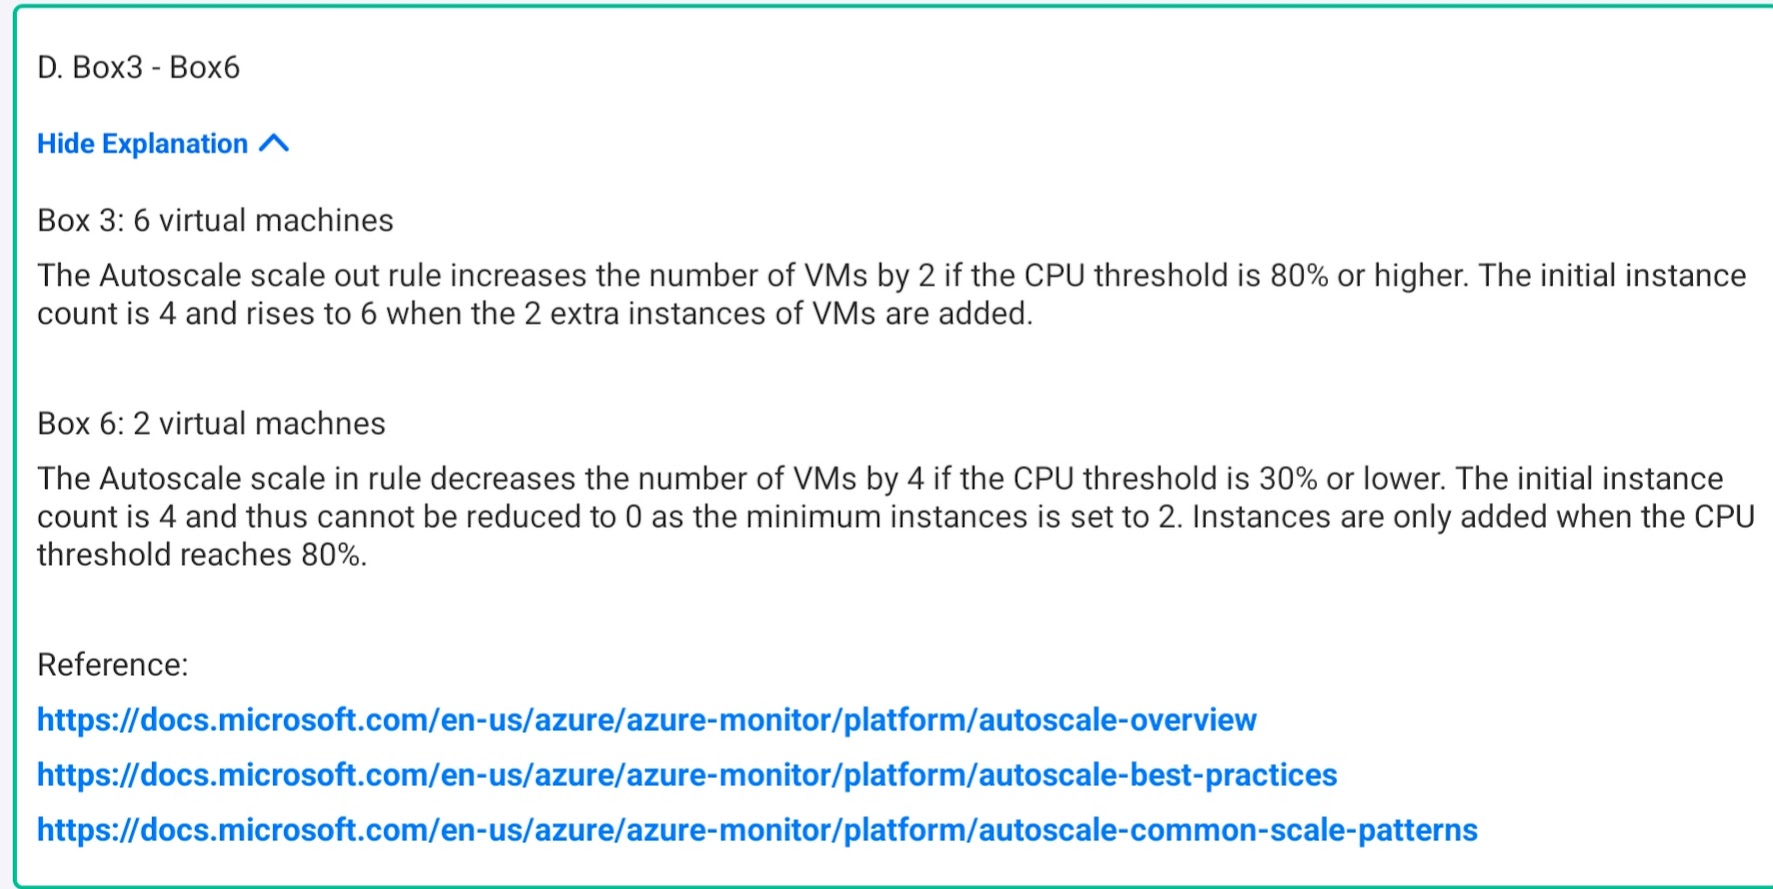 D. Box3 - Box6
Hide Explanation
Box 3: 6 virtual machines
The Autoscale scale out rule increases the number of VMs by 2 if the CPU threshold is 80% or higher. The initial instance
count is 4 and rises to 6 when the 2 extra instances of VMs are added.
Box 6: 2 virtual machnes
The Autoscale scale in rule decreases the number of VMs by 4 if the CPU threshold is 30% or lower. The initial instance
count is 4 and thus cannot be reduced to 0 as the minimum instances is set to 2. Instances are only added when the CPU
threshold reaches 80%.
Reference:
https://docs.microsoft.com/en-us/azure/azure-monitor/platform/autoscale-overview
https://docs.microsoft.com/en-us/azure/azure-monitor/platform/autoscale-best-practices
https://docs.microsoft.com/en-us/azure/azure-monitor/platform/autoscale-common-scale-patterns